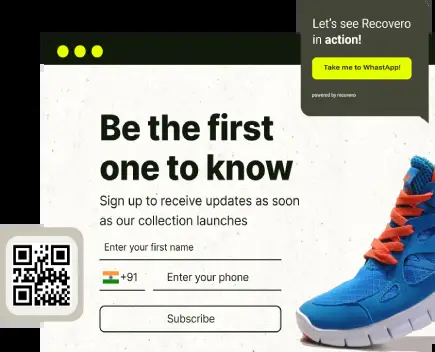 Let's see Recovero
in action!
Take me to WhastApp!
powered by recovero
Be the first
one to know
Sign up to receive updates as soon
as our collection launches
Enter your first name
+91
Enter your phone
Subscribe